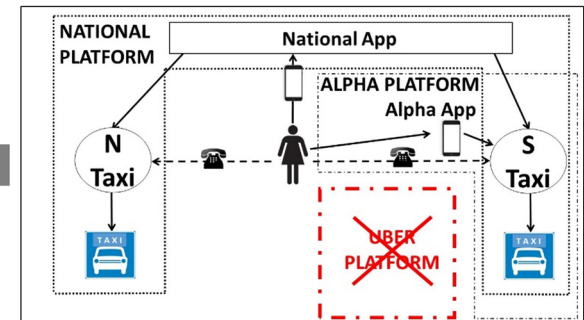 NATIONAL
PLATFORM
National App
ALPHA PLATFORM
Alpha App
N
Taxi
S
Taxi
UBER
PLATFORM
TAXI
TAXI